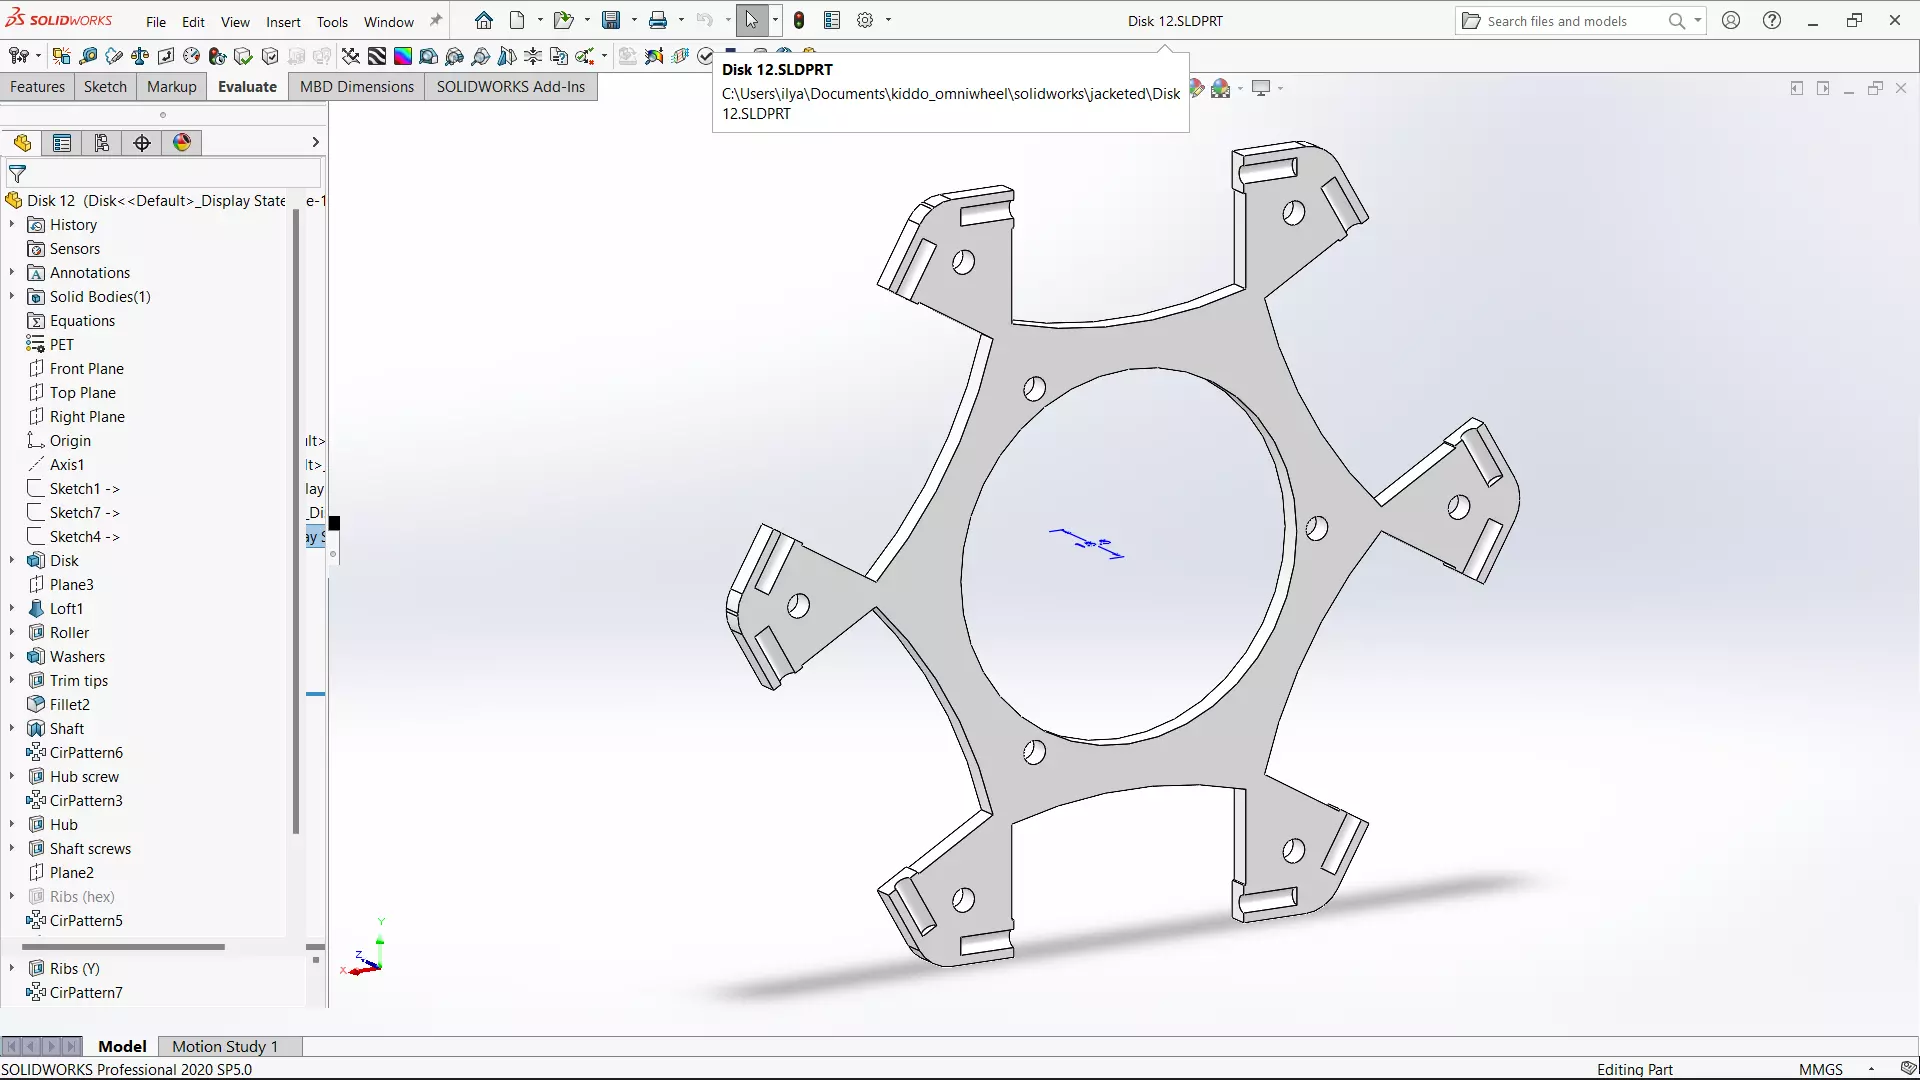 SOLIDWORKS
File Edit View Insert Tools Window
Disk 12.SLDPRT
Search files and models
Features Sketch Markup Evaluate MBD Dimensions SOLIDWORKS Add-Ins
Disk 12.SLDPRT
C:\Users\ilya\Documents\kiddo_omniwheel\solidworks\jacketed\Disk
12.SLDPRT
Disk 12 (Disk<<Default>_Display State e-1
History
Sensors
Annotations
Solid Bodies(1)
Equations
PET
Front Plane
Top Plane
Right Plane
Origin
ult>
Axis1
lt>_
Sketch1 ->
lay
Sketch7 ->
_Di
Sketch4 ->
ay S
Disk
Plane3
Loft1
Roller
Washers
Trim tips
Fillet2
Shaft
CirPattern6
Hub screw
CirPattern3
Hub
Shaft screws
Plane2
Ribs (hex)
CirPattern5
Ribs (Y)
CirPattern7
Y
Z
X
Model Motion Study 1
SOLIDWORKS Professional 2020 SP5.0
Editing Part MMGS